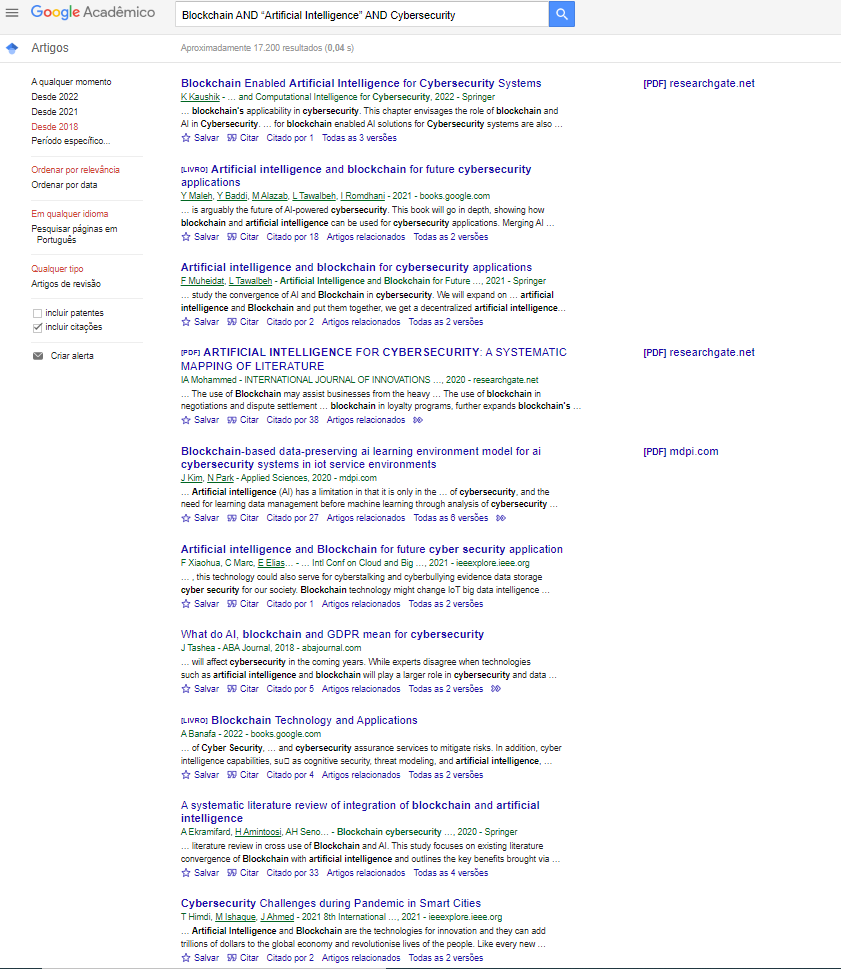 Google Acadêmico
Blockchain AND “Artificial Intelligence” AND Cybersecurity
Artigos
Aproximadamente 17.200 resultados (0,04 s)
A qualquer momento
Desde 2022
Desde 2021
Desde 2018
Período específico...
Ordenar por relevância
Ordenar por data
Em qualquer idioma
Pesquisar páginas em
Português
Qualquer tipo
Artigos de revisão
incluir patentes
incluir citações
Criar alerta
Blockchain Enabled Artificial Intelligence for Cybersecurity Systems
[PDF] researchgate.net
K Kaushik - ... and Computational Intelligence for Cybersecurity, 2022 - Springer
... blockchain's applicability in cybersecurity. This chapter envisages the role of blockchain and
AI in Cybersecurity. ... for blockchain enabled AI solutions for Cybersecurity systems are also ...
Salvar Citar Citado por 1 Todas as 3 versões
[LIVRO] Artificial intelligence and blockchain for future cybersecurity
applications
Y Maleh, Y Baddi, M Alazab, L Tawalbeh, I Romdhani - 2021 - books.google.com
... is arguably the future of AI-powered cybersecurity. This book will go in depth, showing how
blockchain and artificial intelligence can be used for cybersecurity applications. Merging AI ...
Salvar Citar Citado por 18 Artigos relacionados Todas as 2 versões
Artificial intelligence and blockchain for cybersecurity applications
F Muheidat, L Tawalbeh - Artificial Intelligence and Blockchain for Future ..., 2021 - Springer
... study the convergence of AI and Blockchain in cybersecurity. We will expand on ... artificial
intelligence and Blockchain and put them together, we get a decentralized artificial intelligence...
Salvar Citar Citado por 2 Artigos relacionados Todas as 2 versões
[PDF] ARTIFICIAL INTELLIGENCE FOR CYBERSECURITY: A SYSTEMATIC
MAPPING OF LITERATURE
[PDF] researchgate.net
IA Mohammed - INTERNATIONAL JOURNAL OF INNOVATIONS ..., 2020 - researchgate.net
... The use of Blockchain may assist businesses from the heavy ... The use of blockchain in
negotiations and dispute settlement ... blockchain in loyalty programs, further expands blockchain's ...
Salvar Citar Citado por 38 Artigos relacionados
Blockchain-based data-preserving ai learning environment model for ai
cybersecurity systems in iot service environments
[PDF] mdpi.com
J Kim, N Park - Applied Sciences, 2020 - mdpi.com
... Artificial intelligence (AI) has a limitation in that it is only in the ... of cybersecurity, and the
need for learning data management before machine learning through analysis of cybersecurity ...
Salvar Citar Citado por 27 Artigos relacionados Todas as 6 versões
Artificial intelligence and Blockchain for future cyber security application
F Xiaohua, C Marc, E Elias... - ... Intl Conf on Cloud and Big ..., 2021 - ieeexplore.ieee.org
... , this technology could also serve for cyberstalking and cyberbullying evidence data storage
cyber security for our society. Blockchain technology might change IoT big data intelligence ...
Salvar Citar Citado por 1 Artigos relacionados Todas as 2 versões
What do AI, blockchain and GDPR mean for cybersecurity
J Tashea - ABA Journal, 2018 - abajournal.com
... will affect cybersecurity in the coming years. While experts disagree when technologies
such as artificial intelligence and blockchain will play a larger role in cybersecurity and data ...
Salvar Citar Citado por 5 Artigos relacionados Todas as 2 versões
[LIVRO] Blockchain Technology and Applications
A Banafa - 2022 - books.google.com
... of Cyber Security, ... and cybersecurity assurance services to mitigate risks. In addition, cyber
intelligence capabilities, su□ as cognitive security, threat modeling, and artificial intelligence, ...
Salvar Citar Citado por 4 Artigos relacionados Todas as 2 versões
A systematic literature review of integration of blockchain and artificial
intelligence
A Ekramifard, H Amintoosi, AH Seno... - Blockchain cybersecurity ..., 2020 - Springer
... literature review in cross use of Blockchain and AI. This study focuses on existing literature
convergence of Blockchain with artificial intelligence and outlines the key benefits brought via ...
Salvar Citar Citado por 33 Artigos relacionados Todas as 4 versões
Cybersecurity Challenges during Pandemic in Smart Cities
T Himdi, M Ishaque, J Ahmed - 2021 8th International ..., 2021 - ieeexplore.ieee.org
... Artificial Intelligence and Blockchain are the technologies for innovation and they can add
trillions of dollars to the global economy and revolutionise lives of the people. Like every new ...
Salvar Citar Citado por 2 Artigos relacionados Todas as 2 versões